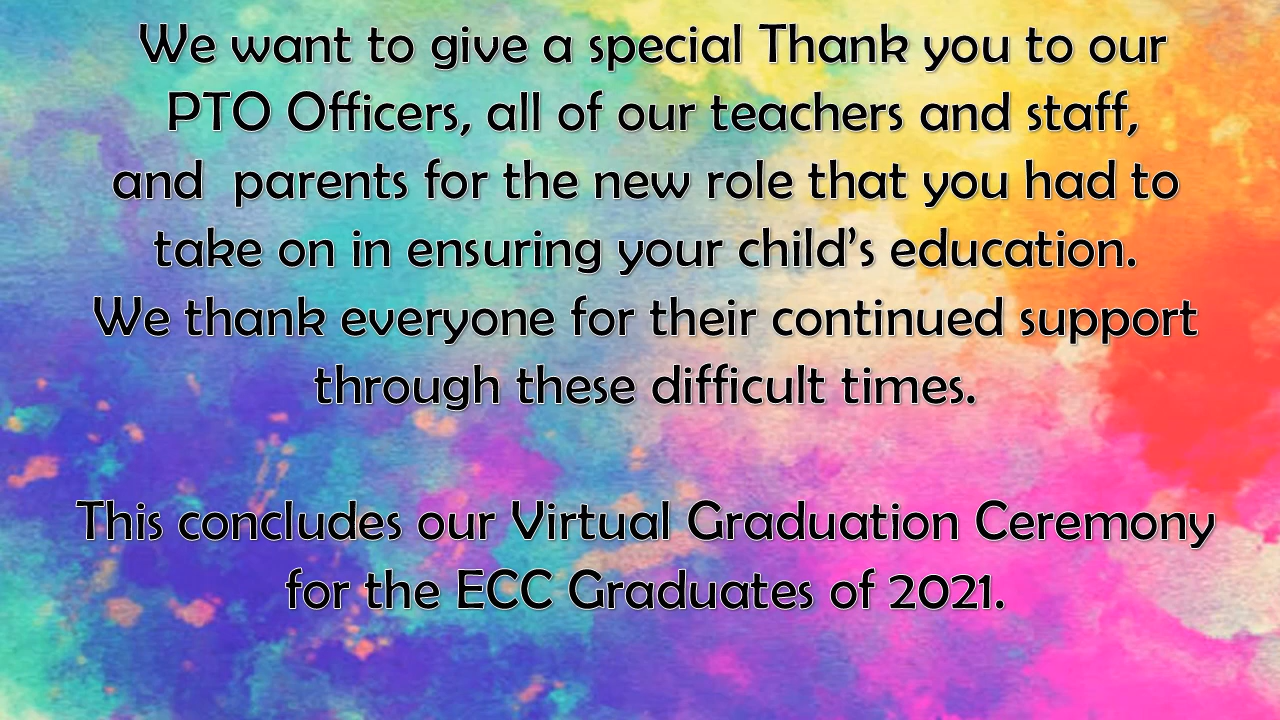 We want to give a special Thank you to our
PTO Officers, all of our teachers and staff,
and  parents for the new role that you had to
take on in ensuring your child’s education.
We thank everyone for their continued support
through these difficult times.
This concludes our Virtual Graduation Ceremony
for the ECC Graduates of 2021.